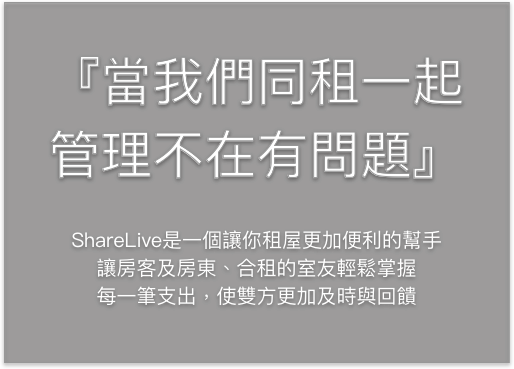 『當我們同租一起
管理不在有問題』
ShareLive是一個讓你租屋更加便利的幫手
讓房客及房東、合租的室友輕鬆掌握
每一筆支出，使雙方更加及時與回饋